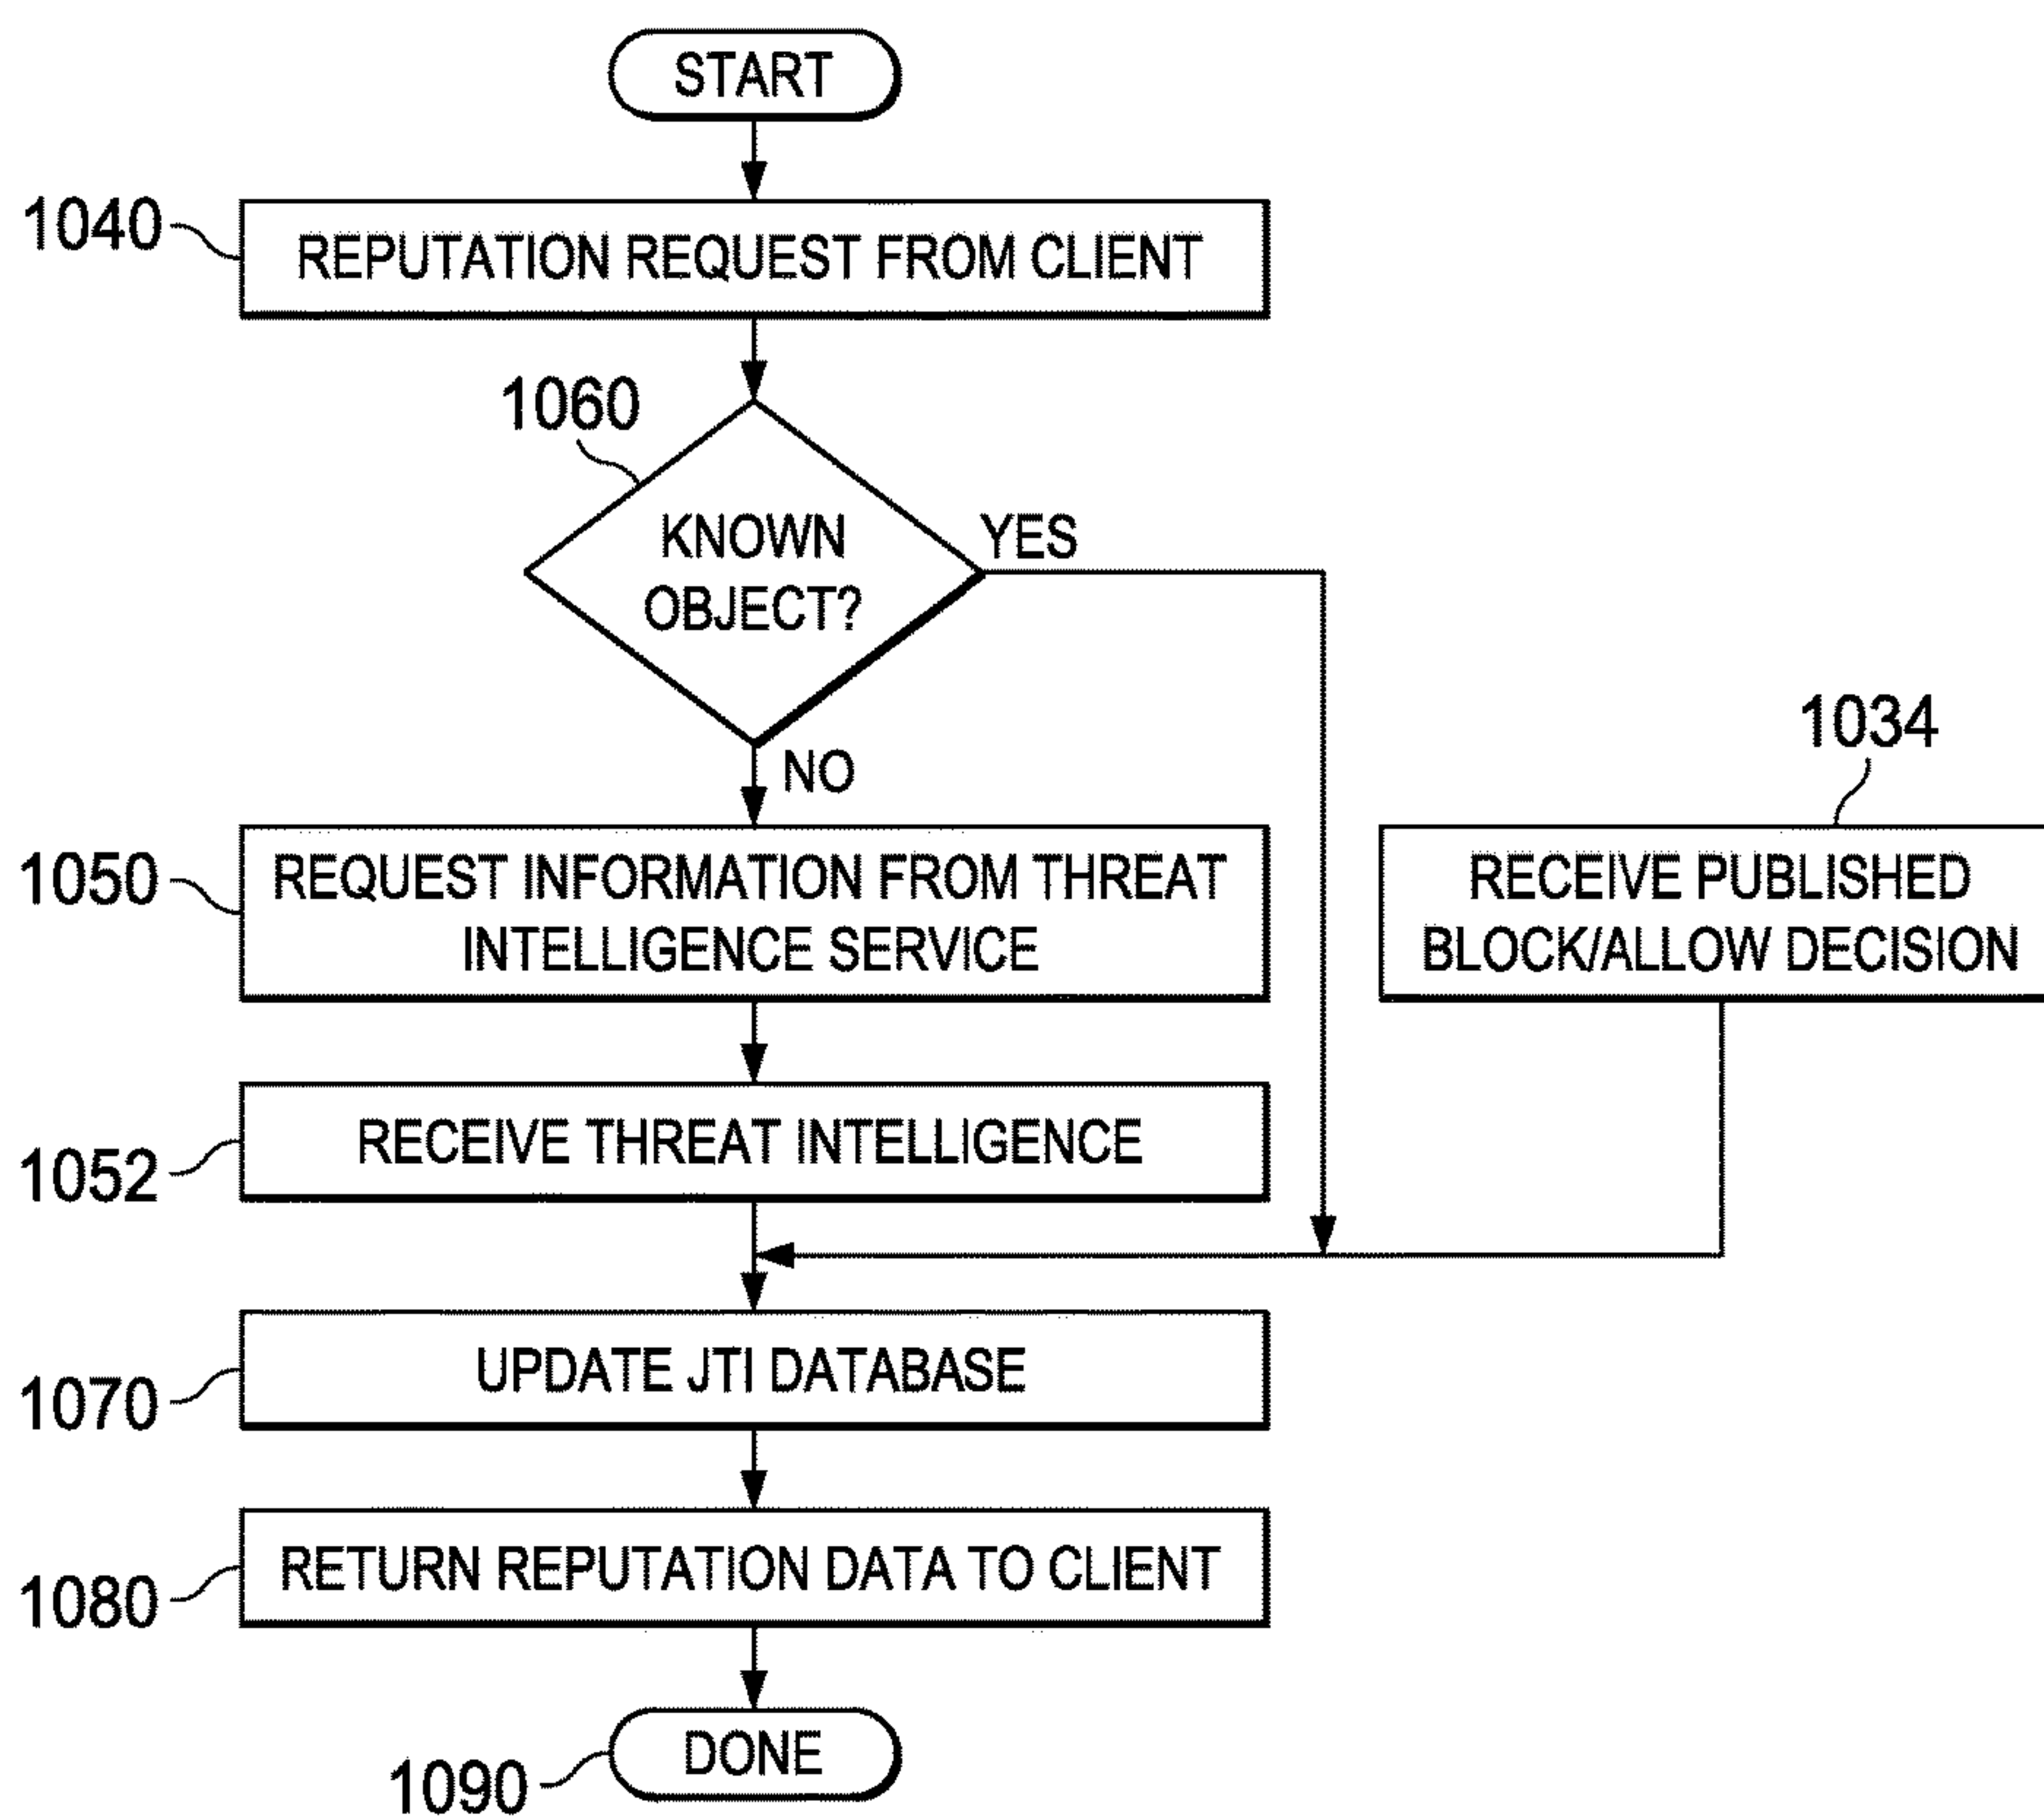 START
1040
REPUTATION REQUEST FROM CLIENT
1060
KNOWN
OBJECT?
YES
NO
1034
1050
REQUEST INFORMATION FROM THREAT
INTELLIGENCE SERVICE
RECEIVE PUBLISHED
BLOCK/ALLOW DECISION
1052
RECEIVE THREAT INTELLIGENCE
1070
UPDATE JTI DATABASE
1080
RETURN REPUTATION DATA TO CLIENT
1090
DONE